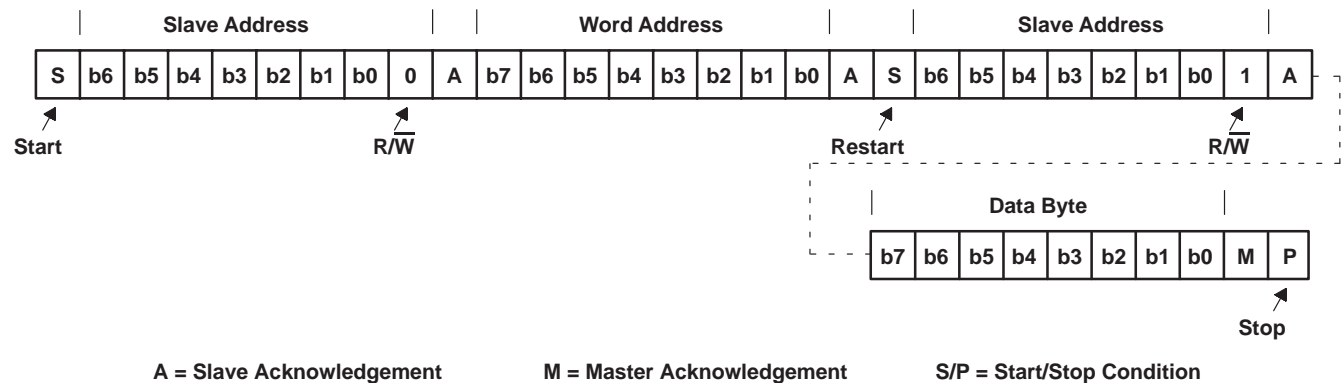 Slave Address Word Address Slave Address
S b6 b5 b4 b3 b2 b1 b0 0 A b7 b6 b5 b4 b3 b2 b1 b0 A S b6 b5 b4 b3 b2 b1 b0 1 A
Start R/W̅ Restart R/W̅
Data Byte
b7 b6 b5 b4 b3 b2 b1 b0 M P
Stop
A = Slave Acknowledgement M = Master Acknowledgement S/P = Start/Stop Condition